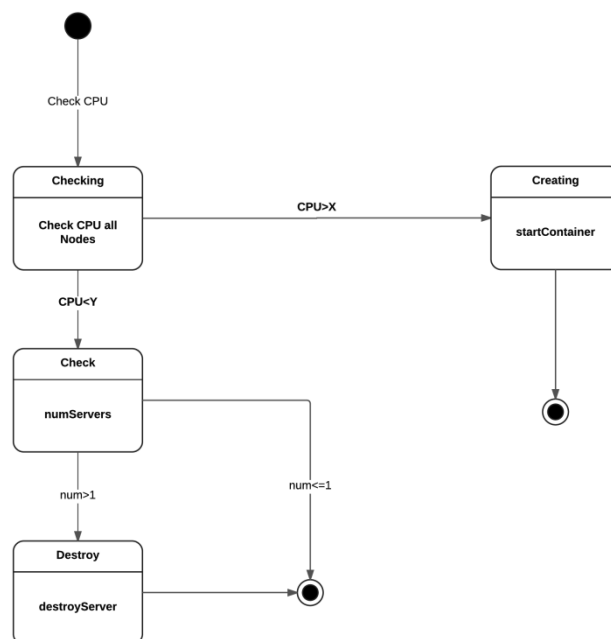 Check CPU
Checking
Creating
CPU>X
Check CPU all
Nodes
startContainer
CPU<Y
Check
numServers
num>1
num<=1
Destroy
destroyServer